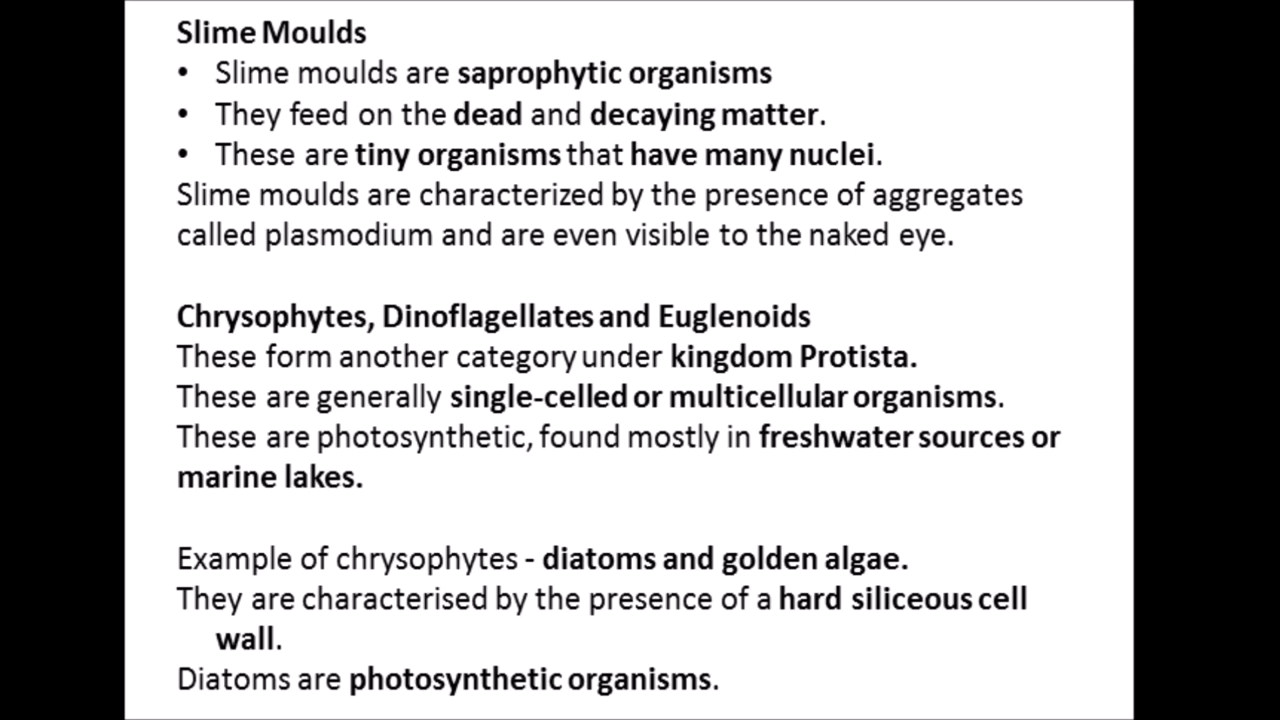 Slime Moulds
• Slime moulds are saprophytic organisms
• They feed on the dead and decaying matter.
• These are tiny organisms that have many nuclei.
Slime moulds are characterized by the presence of aggregates
called plasmodium and are even visible to the naked eye.
Chrysophytes, Dinoflagellates and Euglenoids
These form another category under kingdom Protista.
These are generally single-celled or multicellular organisms.
These are photosynthetic, found mostly in freshwater sources or
marine lakes.
Example of chrysophytes - diatoms and golden algae.
They are characterised by the presence of a hard siliceous cell
wall.
Diatoms are photosynthetic organisms.